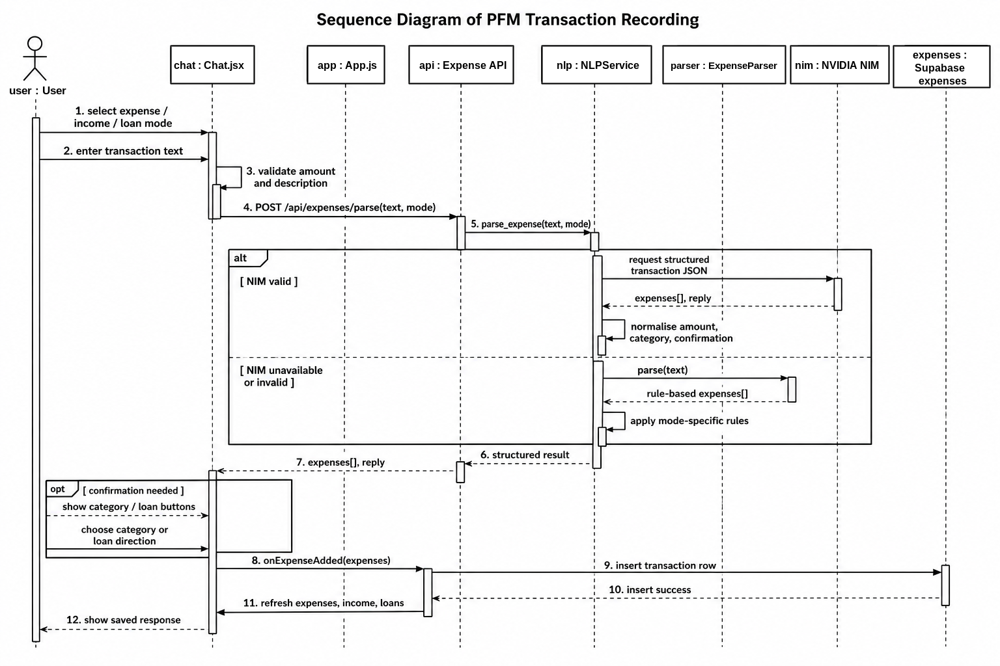 Sequence Diagram of PFM Transaction Recording
user : User
chat : Chat.jsx
app : App.js
api : Expense API
nlp : NLPService
parser : ExpenseParser
nim : NVIDIA NIM
expenses :
Supabase
expenses
1. select expense /
income / loan mode
2. enter transaction text
3. validate amount
and description
4. POST /api/expenses/parse(text, mode)
5. parse_expense(text, mode)
alt
[ NIM valid ]
request structured
transaction JSON
expenses[], reply
normalise amount,
category, confirmation
[ NIM unavailable
or invalid ]
parse(text)
rule-based expenses[]
apply mode-specific rules
6. structured result
7. expenses[], reply
opt
[ confirmation needed ]
show category / loan buttons
choose category or
loan direction
8. onExpenseAdded(expenses)
9. insert transaction row
10. insert success
11. refresh expenses, income, loans
12. show saved response